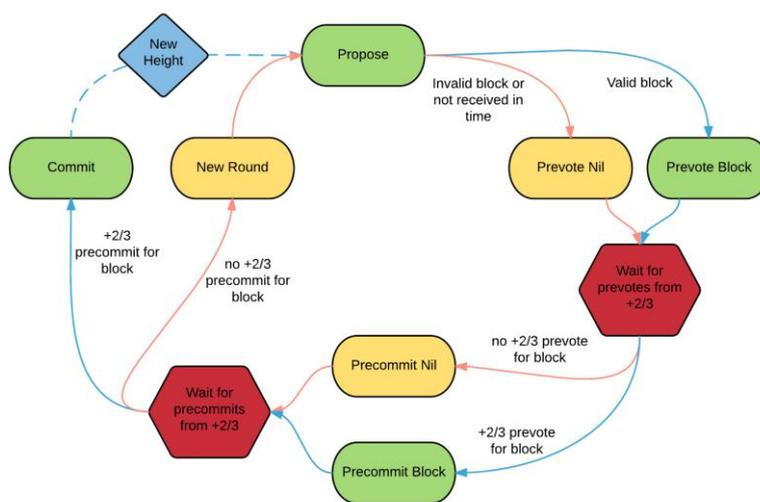 New
Height
Propose
Invalid block or
not received in
time
Valid block
Commit
New Round
Prevote Nil
Prevote Block
+2/3
precommit for
block
no +2/3
precommit for
block
Wait for
prevotes from
+2/3
no +2/3 prevote
for block
Precommit Nil
Wait for
precommits
from +2/3
+2/3 prevote
for block
Precommit Block